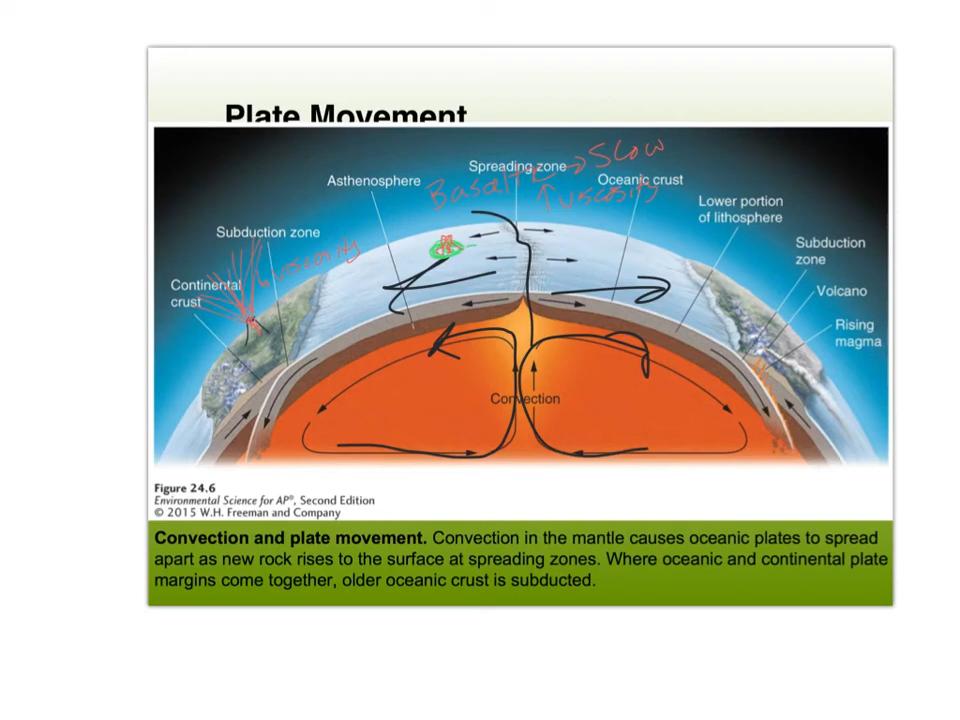 Plate Movement
Spreading zone
Slow
Asthenosphere
Basalt
Oceanic crust
↑ viscosity
Lower portion
of lithosphere
Subduction zone
viscosity
Subduction
zone
Continental
crust
Volcano
Rising
magma
Convection
Figure 24.6
Environmental Science for AP®, Second Edition
© 2015 W.H. Freeman and Company
Convection and plate movement. Convection in the mantle causes oceanic plates to spread
apart as new rock rises to the surface at spreading zones. Where oceanic and continental plate
margins come together, older oceanic crust is subducted.